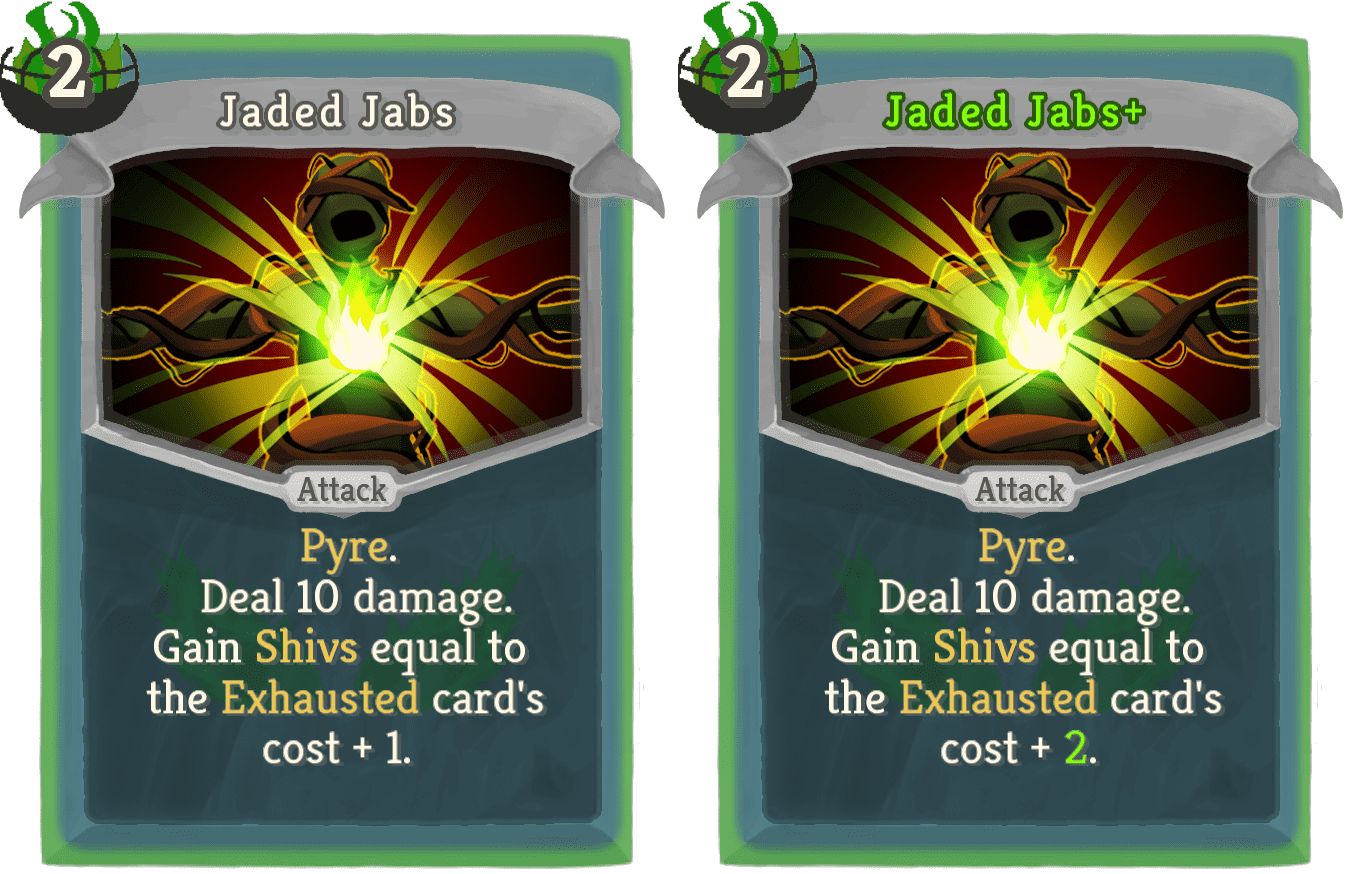 2
Jaded Jabs
Attack
Pyre.
Deal 10 damage.
Gain Shivs equal to
the Exhausted card's
cost + 1.
2
Jaded Jabs+
Attack
Pyre.
Deal 10 damage.
Gain Shivs equal to
the Exhausted card's
cost + 2.